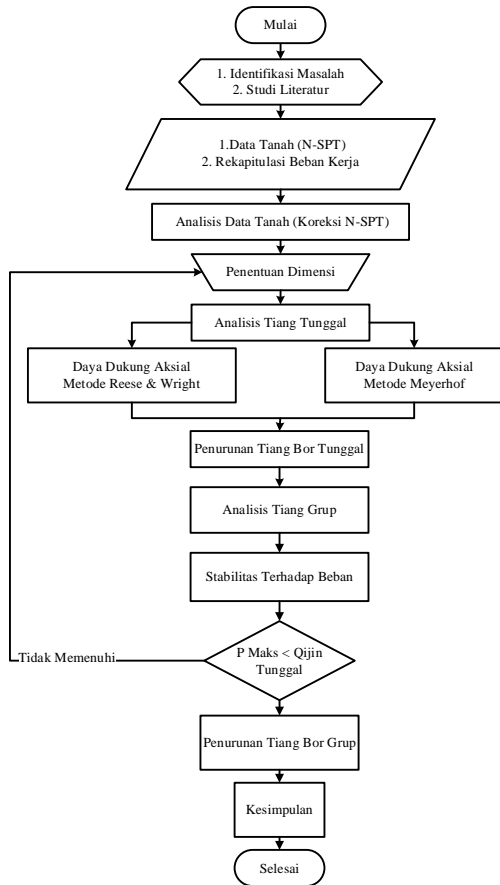 Mulai
1. Identifikasi Masalah
2. Studi Literatur
1.Data Tanah (N-SPT)
2. Rekapitulasi Beban Kerja
Analisis Data Tanah (Koreksi N-SPT)
Penentuan Dimensi
Analisis Tiang Tunggal
Daya Dukung Aksial
Metode Reese & Wright
Daya Dukung Aksial
Metode Meyerhof
Penurunan Tiang Bor Tunggal
Analisis Tiang Grup
Stabilitas Terhadap Beban
P Maks < Qijin
Tunggal
Tidak Memenuhi
Penurunan Tiang Bor Grup
Kesimpulan
Selesai